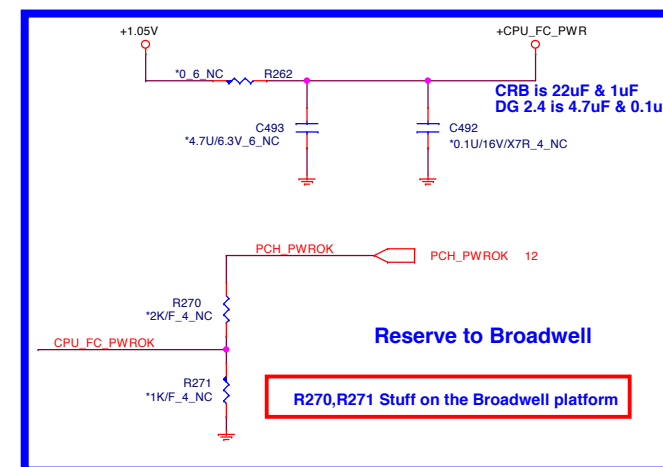 +1.05V
+CPU_FC_PWR
*0_6_NC
R262
CRB is 22uF & 1uF
DG 2.4 is 4.7uF & 0.1u
C493
*4.7U/6.3V_6_NC
C492
*0.1U/16V/X7R_4_NC
PCH_PWROK
PCH_PWROK 12
R270
*2K/F_4_NC
CPU_FC_PWROK
Reserve to Broadwell
R271
*1K/F_4_NC
R270,R271 Stuff on the Broadwell platform